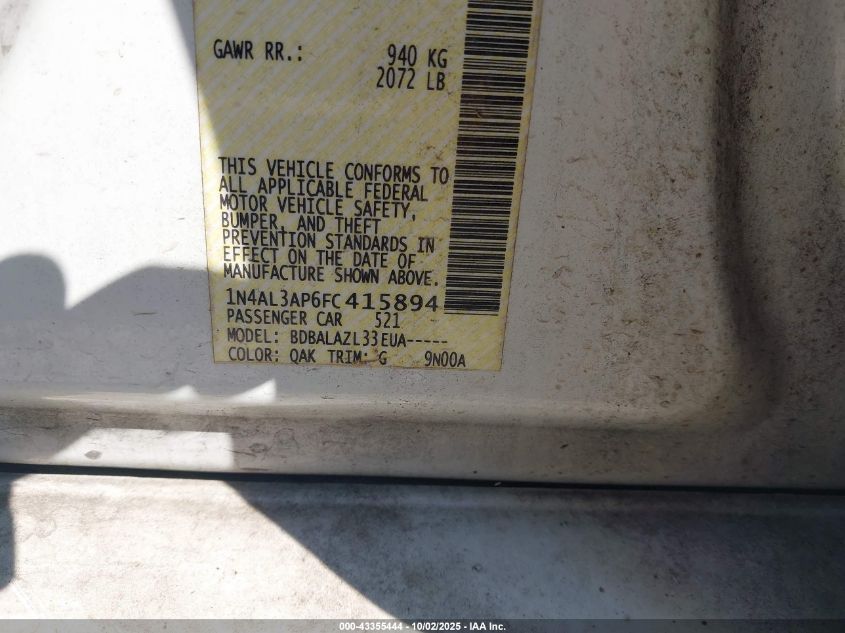 GAWR RR.: 940 KG
2072 LB
THIS VEHICLE CONFORMS TO
ALL APPLICABLE FEDERAL
MOTOR VEHICLE SAFETY,
BUMPER, AND THEFT
PREVENTION STANDARDS IN
EFFECT ON THE DATE OF
MANUFACTURE SHOWN ABOVE.
1N4AL3AP6FC415894
PASSENGER CAR 521
MODEL: BDBALAZL33EUA-----
COLOR: QAK TRIM: G 9N00A
000-43355444 - 10/02/2025 - IAA Inc.